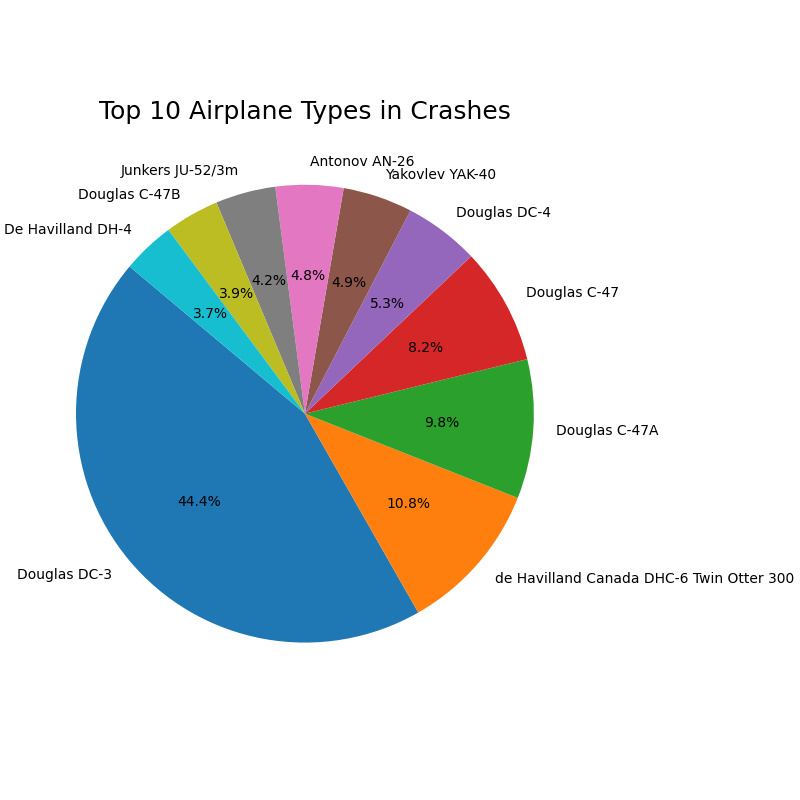 Top 10 Airplane Types in Crashes
Antonov AN-26
Junkers JU-52/3m
Yakovlev YAK-40
Douglas C-47B
Douglas DC-4
De Havilland DH-4
4.8%
4.2%
4.9%
Douglas C-47
3.9%
5.3%
3.7%
8.2%
9.8%
Douglas C-47A
44.4%
10.8%
Douglas DC-3
de Havilland Canada DHC-6 Twin Otter 300